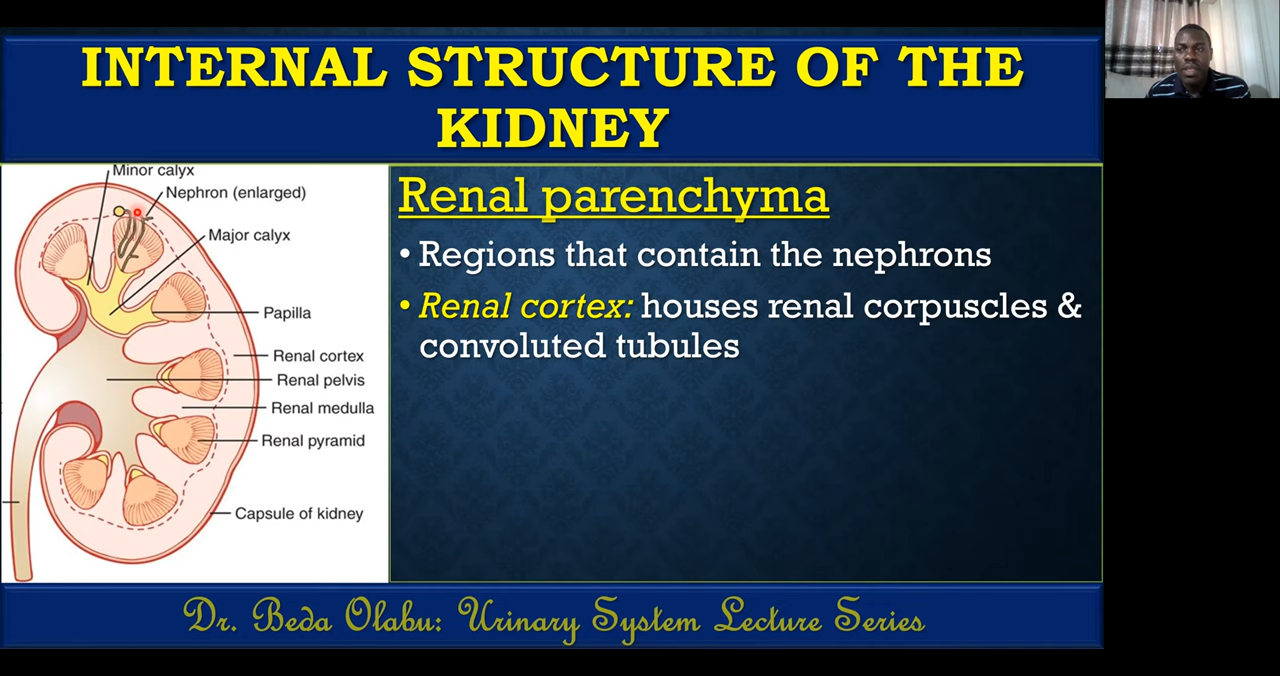 INTERNAL STRUCTURE OF THE
KIDNEY
Minor calyx
Nephron (enlarged)
Major calyx
Papilla
Renal cortex
Renal pelvis
Renal medulla
Renal pyramid
Capsule of kidney
Renal parenchyma
• Regions that contain the nephrons
• Renal cortex: houses renal corpuscles &
convoluted tubules
Dr. Beda Olabu: Urinary System Lecture Series